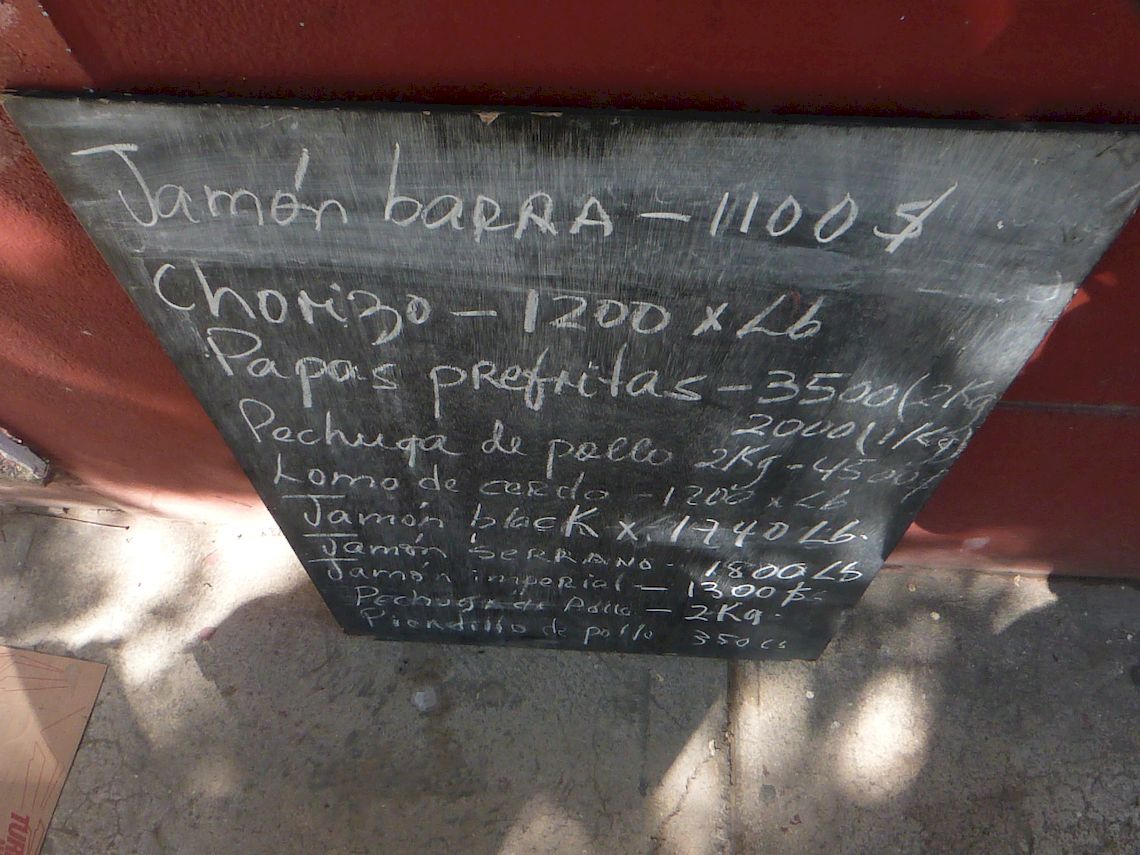 Jamón baRRA - 1100 $
Chorizo - 1200 x Lb
Papas prefritas - 3500 (2Kg
2000 (1Kg)
Pechuga de pollo 2Kg - 4500
Lomo de cerdo - 1200 x Lb
Jamón blacK x 1740 Lb.
Jamón SERRANO - 1800 Lb
Jamón imperial - 1300
Pechuga de Pollo - 2Kg.
de pollo 350